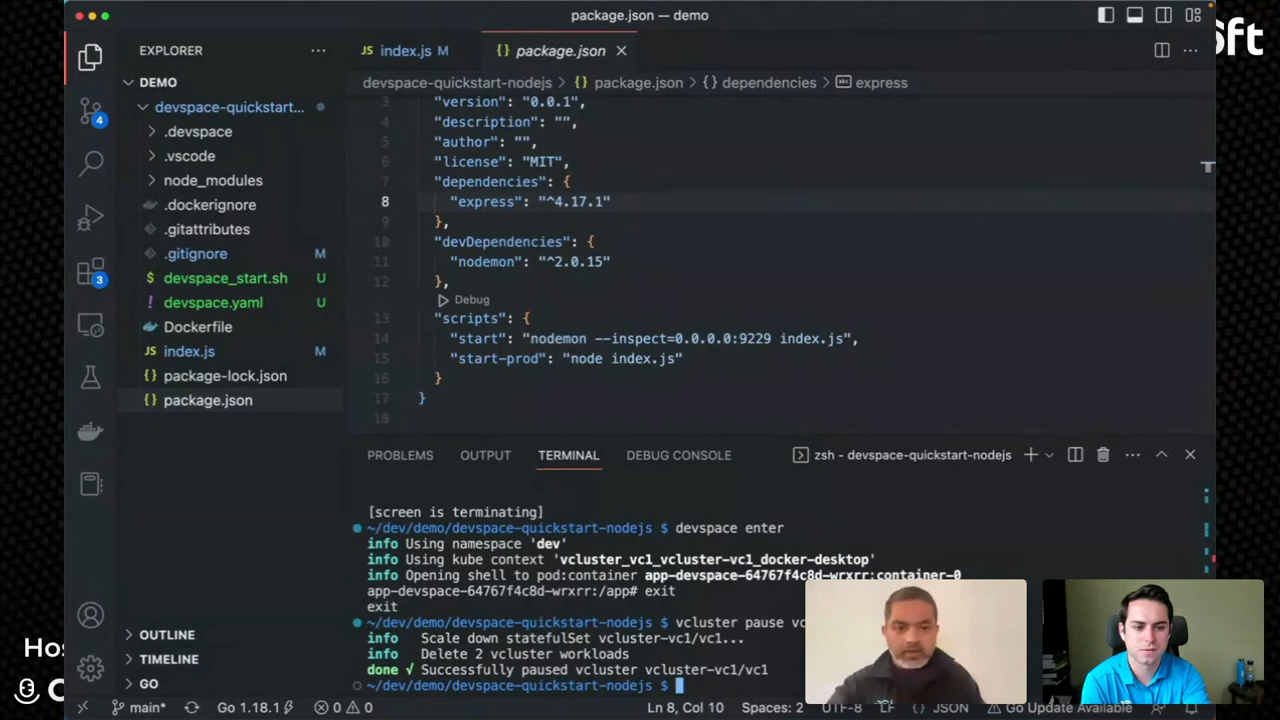 package.json — demo
oft
EXPLORER
DEMO
devspace-quickstart...
.devspace
.vscode
node_modules
.dockerignore
.gitattributes
.gitignore M
$ devspace_start.sh U
! devspace.yaml U
Dockerfile
JS index.js M
{} package-lock.json
{} package.json
OUTLINE
TIMELINE
GO
4
3
JS index.js M
{} package.json
devspace-quickstart-nodejs > {} package.json > {} dependencies > abc express
3 "version": "0.0.1",
4 "description": "",
5 "author": "",
6 "license": "MIT",
7 "dependencies": {
8 "express": "^4.17.1"
9 },
10 "devDependencies": {
11 "nodemon": "^2.0.15"
12 },
Debug
13 "scripts": {
14 "start": "nodemon --inspect=0.0.0.0:9229 index.js",
15 "start-prod": "node index.js"
16 }
17 }
18
PROBLEMS OUTPUT TERMINAL DEBUG CONSOLE
zsh - devspace-quickstart-nodejs
[screen is terminating]
~/dev/demo/devspace-quickstart-nodejs $ devspace enter
info Using namespace 'dev'
info Using kube context 'vcluster_vc1_vcluster-vc1_docker-desktop'
info Opening shell to pod:container app-devspace-64767f4c8d-wrxrr:container-0
app-devspace-64767f4c8d-wrxrr:/app# exit
exit
~/dev/demo/devspace-quickstart-nodejs $ vcluster pause vc
info Scale down statefulSet vcluster-vc1/vc1...
info Delete 2 vcluster workloads
done √ Successfully paused vcluster vcluster-vc1/vc1
~/dev/demo/devspace-quickstart-nodejs $
Hos
main* Go 1.18.1 0 0 Ln 8, Col 10 Spaces: 2 UTF-8 LF {} JSON Go Update Available